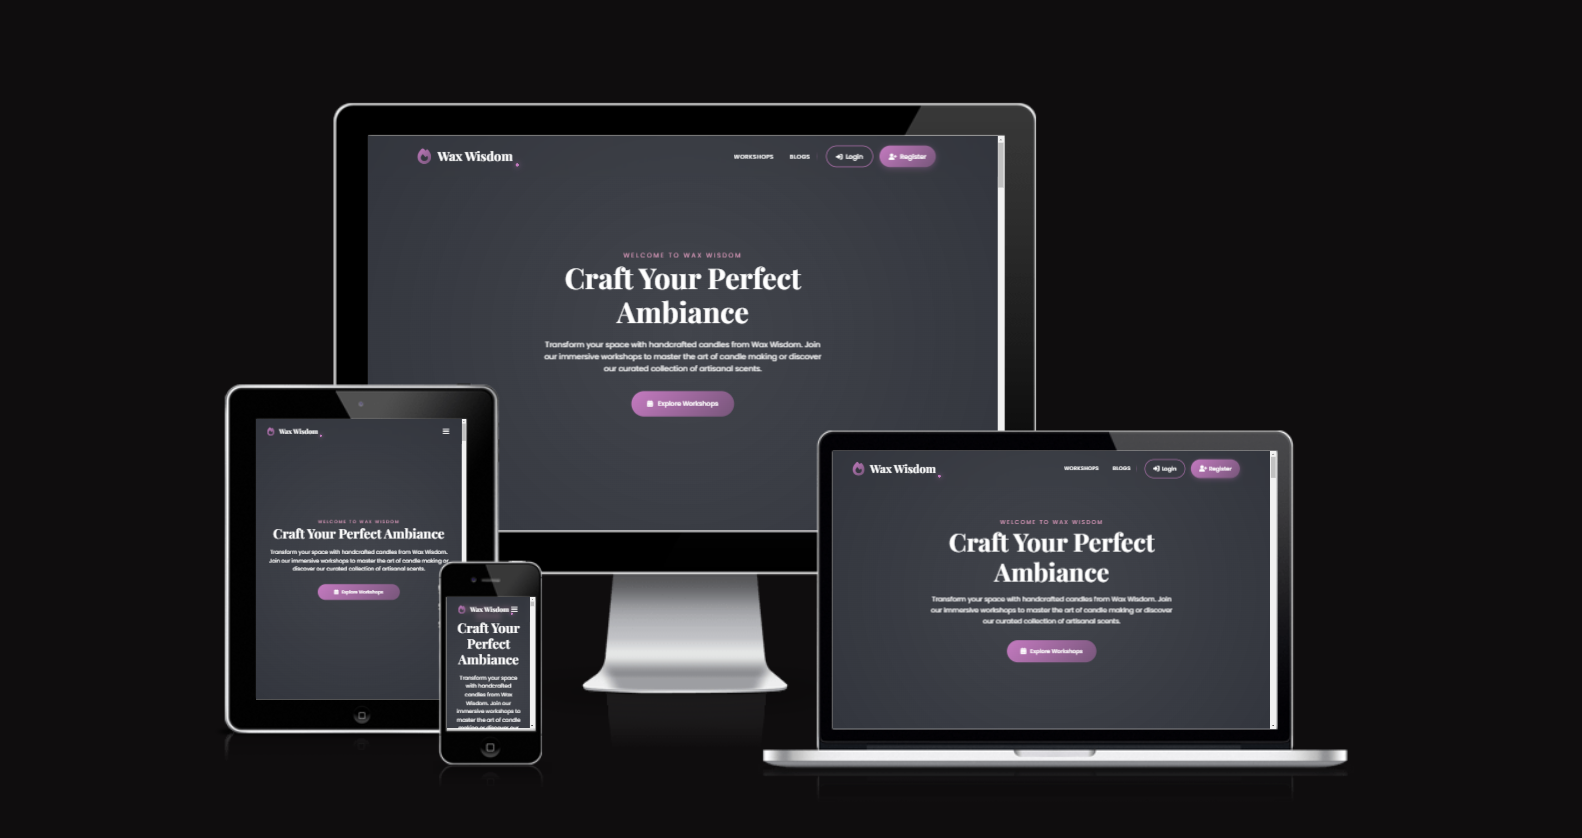 Wax Wisdom
WORKSHOPS BLOGS Login Register
WELCOME TO WAX WISDOM
Craft Your Perfect
Ambiance
Transform your space with handcrafted candles from Wax Wisdom. Join
our immersive workshops to master the art of candle making or discover
our curated collection of artisanal scents.
Explore Workshops
Wax Wisdom
WELCOME TO WAX WISDOM
Craft Your Perfect Ambiance
Transform your space with handcrafted candles from Wax Wisdom.
Join our immersive workshops to master the art of candle making or
discover our curated collection of artisanal scents.
Explore Workshops
Wax Wisdom
Craft Your
Perfect
Ambiance
Transform your space
with handcrafted
candles from Wax
Wisdom. Join our
immersive workshops to
master the art of candle
making or discover our
Wax Wisdom
WORKSHOPS BLOGS Login Register
WELCOME TO WAX WISDOM
Craft Your Perfect
Ambiance
Transform your space with handcrafted candles from Wax Wisdom. Join
our immersive workshops to master the art of candle making or discover
our curated collection of artisanal scents.
Explore Workshops